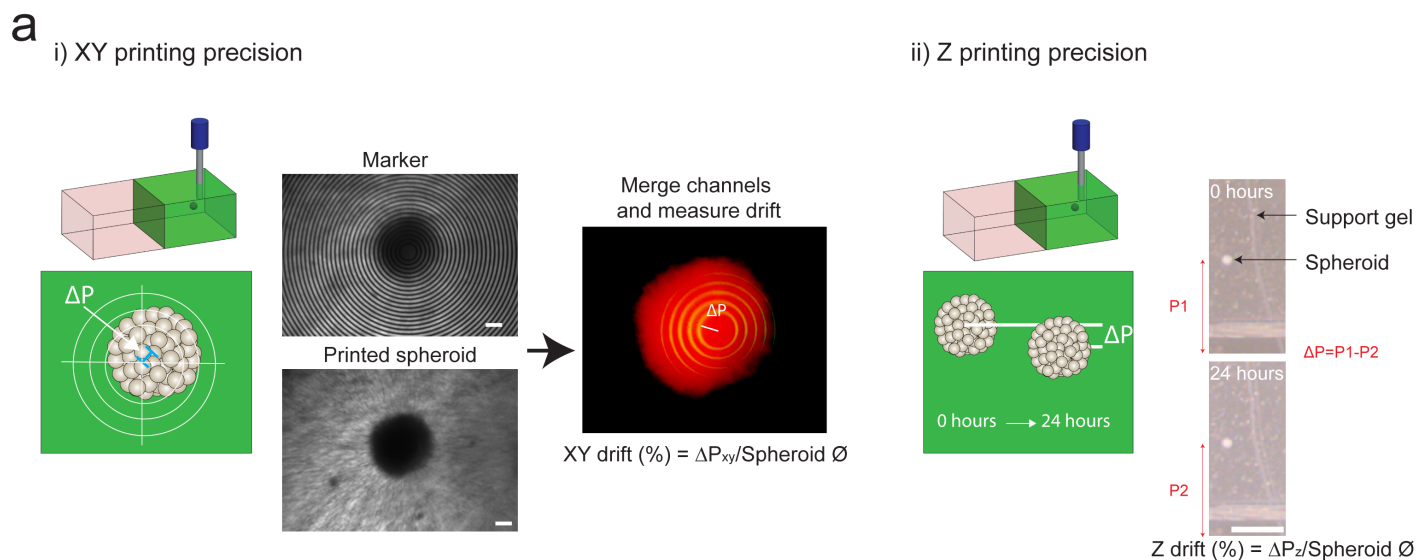 a
i) XY printing precision
ΔP
Marker
Printed spheroid
Merge channels
and measure drift
ΔP
XY drift (%) = ΔPxy/Spheroid Ø
ii) Z printing precision
ΔP
0 hours → 24 hours
0 hours
Support gel
Spheroid
P1
ΔP=P1-P2
24 hours
P2
Z drift (%) = ΔPz/Spheroid Ø